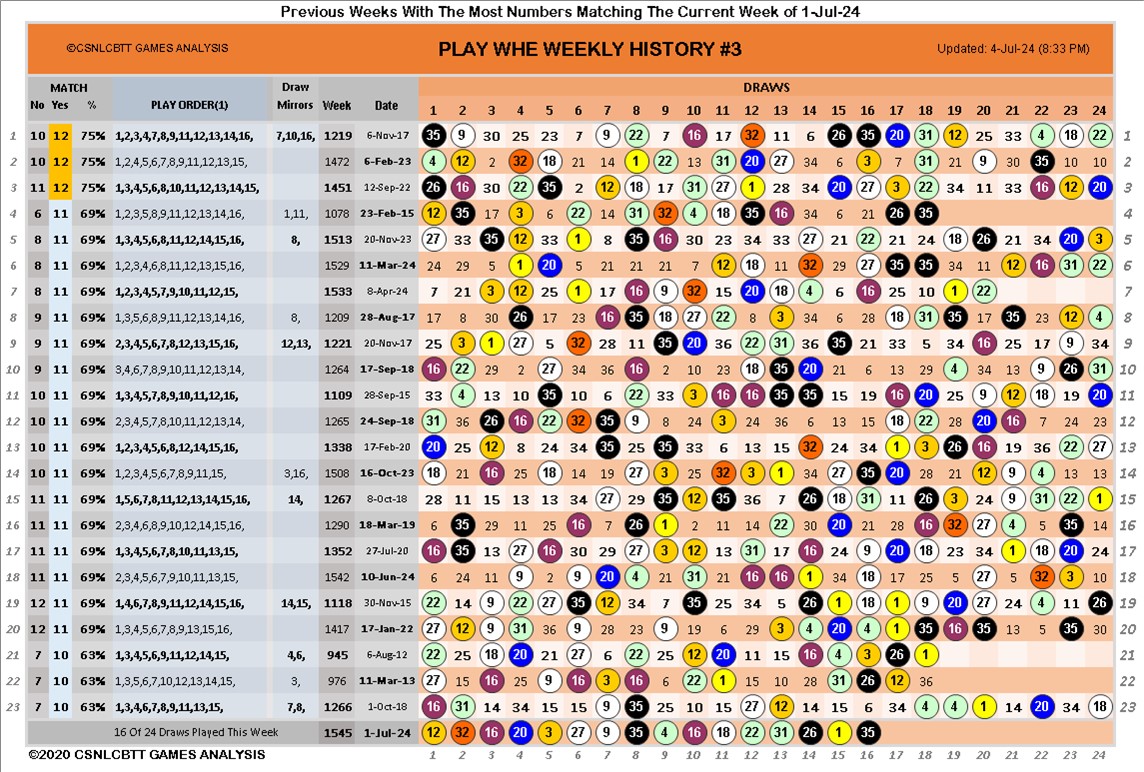 Previous Weeks With The Most Numbers Matching The Current Week of 1-Jul-24
©CSNLCBTT GAMES ANALYSIS PLAY WHE WEEKLY HISTORY #3 Updated: 4-Jul-24 (8:33 PM)
MATCH Draw DRAWS
No Yes % PLAY ORDER(1) Mirrors Week Date 1 2 3 4 5 6 7 8 9 10 11 12 13 14 15 16 17 18 19 20 21 22 23 24
1 10 12 75% 1,2,3,4,7,8,9,11,12,13,14,16, 7,10,16, 1219 6-Nov-17 35 9 30 25 23 7 9 22 7 16 17 32 11 6 26 35 20 31 12 25 33 4 18 22 1
2 10 12 75% 1,2,4,5,6,7,8,9,11,12,13,15, 1472 6-Feb-23 4 12 2 32 18 21 14 1 22 13 31 20 27 34 6 3 7 31 21 9 30 35 10 10 2
3 11 12 75% 1,3,4,5,6,8,10,11,12,13,14,15, 1451 12-Sep-22 26 16 30 22 35 2 12 18 17 31 27 1 28 34 20 27 3 22 34 11 33 16 12 20 3
4 6 11 69% 1,2,3,5,8,9,11,12,13,14,16, 1,11, 1078 23-Feb-15 12 35 17 3 6 22 14 31 32 4 18 35 16 34 6 21 26 35 4
5 8 11 69% 1,3,4,5,6,8,11,12,14,15,16, 8, 1513 20-Nov-23 27 33 35 12 33 1 8 35 16 30 23 34 33 27 21 22 21 24 18 26 21 34 20 3 5
6 8 11 69% 1,2,3,4,6,8,11,12,13,15,16, 1529 11-Mar-24 24 29 5 1 20 5 21 21 21 7 12 18 11 32 29 27 35 35 34 11 12 16 31 22 6
7 8 11 69% 1,2,3,4,5,7,9,10,11,12,15, 1533 8-Apr-24 7 21 3 12 25 1 17 16 9 32 15 20 18 4 6 16 25 10 1 22 7
8 9 11 69% 1,3,5,6,8,9,11,12,13,14,16, 8, 1209 28-Aug-17 17 8 30 26 17 23 16 35 18 27 22 8 3 34 6 28 18 31 35 17 35 23 12 4 8
9 9 11 69% 2,3,4,5,6,7,8,12,13,15,16, 12,13, 1221 20-Nov-17 25 3 1 27 5 32 28 11 35 20 36 22 31 36 35 21 33 5 34 16 25 17 9 34 9
10 9 11 69% 3,4,6,7,8,9,10,11,12,13,14, 1264 17-Sep-18 16 22 29 2 27 34 36 16 2 10 23 18 35 20 6 7 13 29 4 34 13 9 26 31 10
11 10 11 69% 1,3,4,5,7,8,9,10,11,12,16, 1109 28-Sep-15 33 4 13 10 35 10 6 22 33 3 16 16 35 35 15 19 16 20 25 9 12 18 19 20 11
12 10 11 69% 2,3,4,5,7,8,10,11,12,13,14, 1265 24-Sep-18 31 36 26 16 22 32 35 9 8 24 3 24 36 6 5 13 18 22 28 20 16 7 24 23 12
13 10 11 69% 1,2,3,4,5,6,8,12,14,15,16, 1338 17-Feb-20 20 25 12 8 24 34 35 25 35 33 6 13 15 32 24 34 1 3 26 16 19 36 22 27 13
14 10 11 69% 1,2,3,4,5,6,7,8,9,11,15, 3,16, 1508 16-Oct-23 18 21 16 25 18 14 19 27 3 25 32 3 1 34 27 35 20 28 21 12 9 4 13 13 14
15 11 11 69% 1,5,6,7,8,11,12,13,14,15,16, 14, 1267 8-Oct-18 28 11 15 13 13 34 27 29 35 12 35 36 7 26 18 31 11 26 3 24 9 31 22 1 15
16 11 11 69% 2,3,4,6,8,9,10,12,14,15,16, 1290 18-Mar-19 6 35 29 11 25 16 7 26 1 2 11 14 22 30 20 21 28 16 32 27 4 5 35 14 16
17 11 11 69% 1,3,4,5,6,7,8,10,11,13,15, 1352 27-Jul-20 16 35 13 27 16 30 29 27 3 12 13 31 17 16 24 9 20 18 23 34 1 18 20 24 17
18 11 11 69% 2,3,4,5,6,7,9,10,11,13,15, 1542 10-Jun-24 6 24 11 9 2 9 20 4 21 31 21 16 16 1 34 18 17 25 5 27 5 32 3 10 18
19 12 11 69% 1,4,6,7,8,9,11,12,14,15,16, 14,15, 1118 30-Nov-15 22 14 9 22 27 35 12 34 7 35 25 34 5 26 1 18 1 9 20 27 24 4 11 26 19
20 12 11 69% 1,3,4,5,6,7,8,9,13,15,16, 1417 17-Jan-22 27 12 9 31 36 9 28 23 9 19 6 29 3 4 20 4 1 35 16 35 13 5 35 30 20
21 7 10 63% 1,3,4,5,6,9,11,12,14,15, 4,6, 945 6-Aug-12 22 25 18 20 21 27 6 22 25 12 20 11 15 16 4 3 26 1 21
22 7 10 63% 1,3,5,6,7,10,12,13,15,16, 3, 976 11-Mar-13 27 15 16 25 9 16 3 16 6 22 1 15 10 28 31 26 12 36 22
23 7 10 63% 1,3,4,6,7,8,9,11,12,14, 7,8, 1266 1-Oct-18 16 31 14 34 15 15 9 35 25 10 15 27 12 14 15 6 34 4 4 1 14 20 34 18 23
16 Of 24 Draws Played This Week 1545 1-Jul-24 12 32 16 20 3 27 9 35 4 16 18 22 31 26 1 35
©2020 CSNLCBTT GAMES ANALYSIS 1 2 3 4 5 6 7 8 9 10 11 12 13 14 15 16 17 18 19 20 21 22 23 24